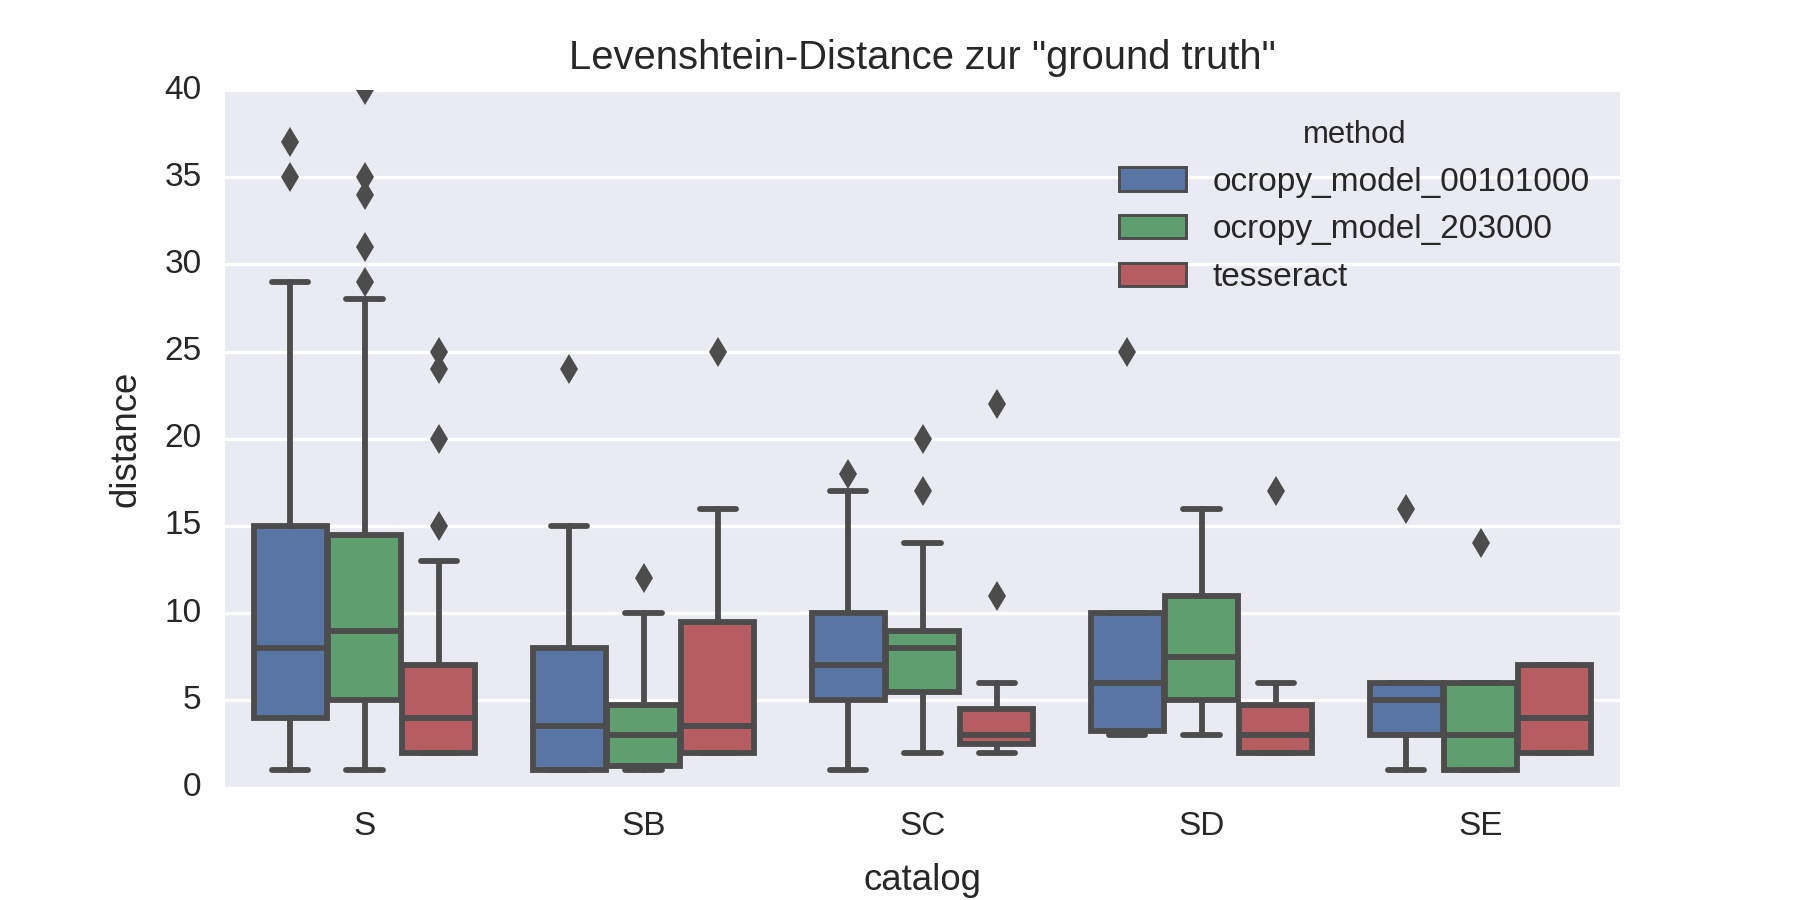 Levenshtein-Distance zur "ground truth"
40
35
30
25
20
15
10
5
0
distance
method
ocropy_model_00101000
ocropy_model_203000
tesseract
S SB SC SD SE
catalog